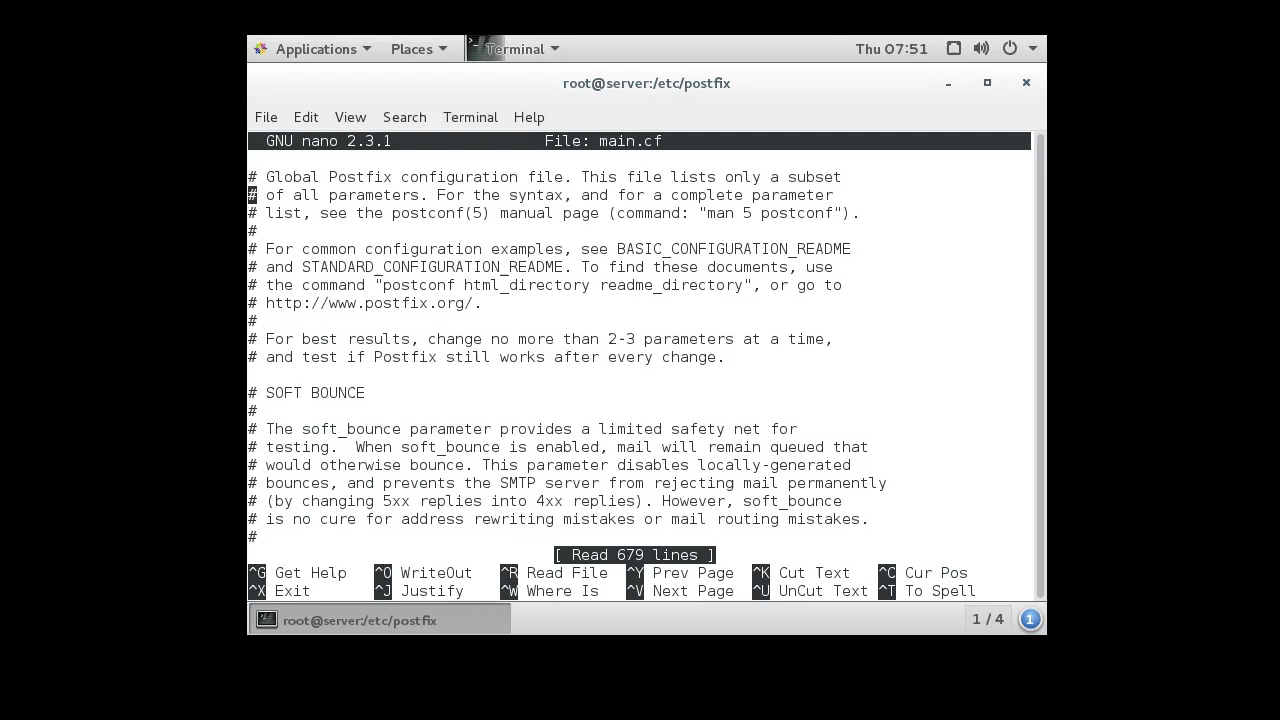 Applications Places Terminal Thu 07:51
root@server:/etc/postfix
File Edit View Search Terminal Help
GNU nano 2.3.1 File: main.cf
# Global Postfix configuration file. This file lists only a subset
# of all parameters. For the syntax, and for a complete parameter
# list, see the postconf(5) manual page (command: "man 5 postconf").
#
# For common configuration examples, see BASIC_CONFIGURATION_README
# and STANDARD_CONFIGURATION_README. To find these documents, use
# the command "postconf html_directory readme_directory", or go to
# http://www.postfix.org/.
#
# For best results, change no more than 2-3 parameters at a time,
# and test if Postfix still works after every change.
# SOFT BOUNCE
#
# The soft_bounce parameter provides a limited safety net for
# testing.  When soft_bounce is enabled, mail will remain queued that
# would otherwise bounce. This parameter disables locally-generated
# bounces, and prevents the SMTP server from rejecting mail permanently
# (by changing 5xx replies into 4xx replies). However, soft_bounce
# is no cure for address rewriting mistakes or mail routing mistakes.
#
[ Read 679 lines ]
^G Get Help ^O WriteOut ^R Read File ^Y Prev Page ^K Cut Text ^C Cur Pos
^X Exit ^J Justify ^W Where Is ^V Next Page ^U UnCut Text ^T To Spell
root@server:/etc/postfix 1 / 4 1